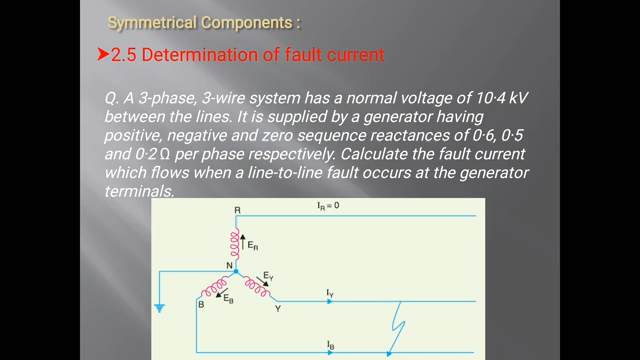 Symmetrical Components :
➤2.5 Determination of fault current
Q. A 3-phase, 3-wire system has a normal voltage of 10·4 kV
between the lines. It is supplied by a generator having
positive, negative and zero sequence reactances of 0·6, 0·5
and 0·2 Ω per phase respectively. Calculate the fault current
which flows when a line-to-line fault occurs at the generator
terminals.
R
I_R = 0
E_R
N
E_Y
E_B
B
Y
I_Y
I_B